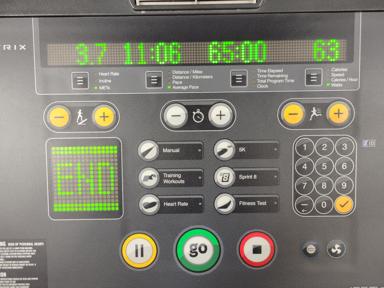 TRIX
3.7 11:06 65:00 63
Heart Rate
Incline
METs
Distance / Miles
Distance / Kilometers
Pace
Average Pace
Time Elapsed
Time Remaining
Total Program Time
Clock
Calories
Speed
Calories / Hour
Watts
END
Manual
5K
Training
Workouts
Sprint 8
Heart Rate
Fitness Test
1 2 3
4 5 6
7 8 9
0
go